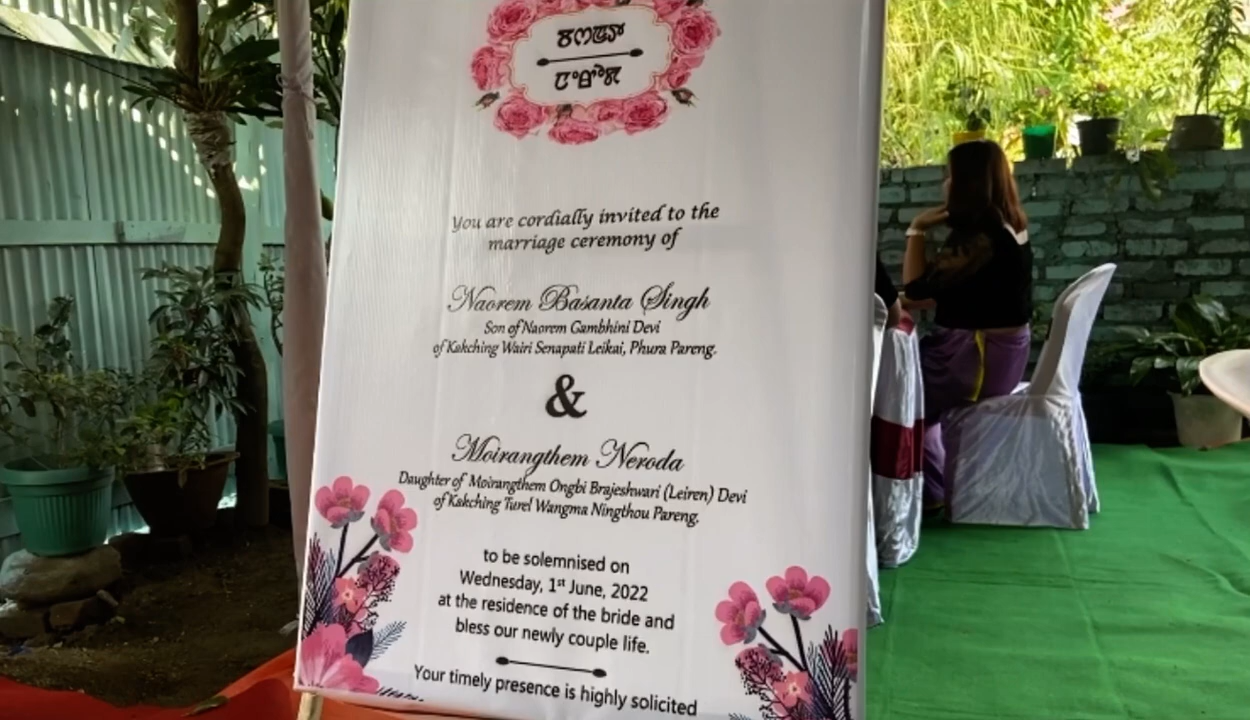 You are cordially invited to the
marriage ceremony of
Naorem Basanta Singh
Son of Naorem Gambhini Devi
of Kakching Wairi Senapati Leikai, Phura Pareng.
&
Moirangthem Neroda
Daughter of Moirangthem Ongbi Brajeshwari (Leiren) Devi
of Kakching Turel Wangma Ningthou Pareng.
to be solemnised on
Wednesday, 1st June, 2022
at the residence of the bride and
bless our newly couple life.
Your timely presence is highly solicited